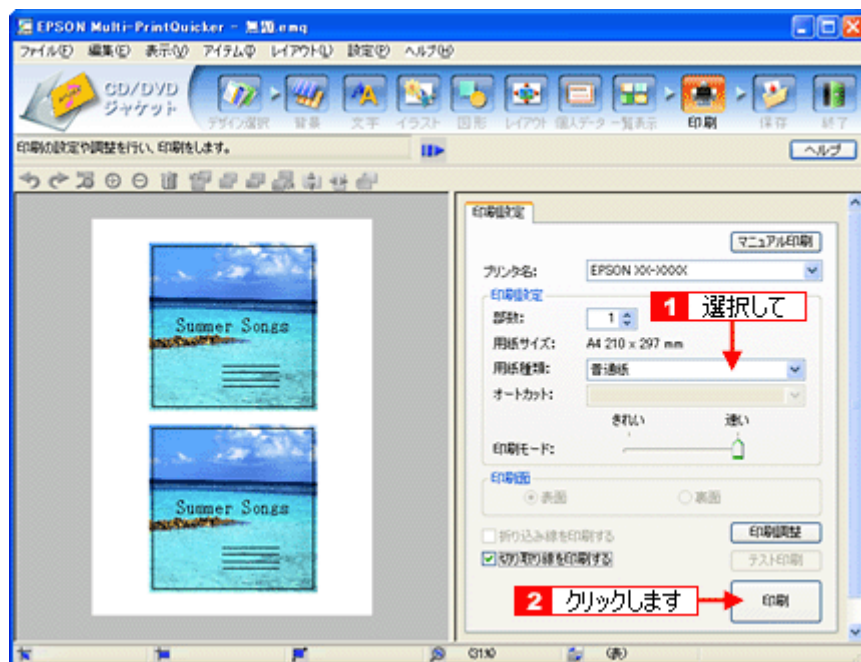 EPSON Multi-PrintQuicker - 無題.emq
ファイル(F) 編集(E) 表示(V) アイテム(I) レイアウト(L) 設定(P) ヘルプ(H)
CD/DVD
ジャケット
デザイン選択 背景 文字 イラスト 図形 レイアウト 個人データ 一覧表示 印刷 保存 終了
印刷の設定や調整を行い、印刷をします。
ヘルプ
印刷設定
マニュアル印刷
プリンタ名: EPSON XX-XXXX
印刷設定
部数: 1
1 選択して
用紙サイズ: A4 210 x 297 mm
用紙種類: 普通紙
オートカット:
きれい 速い
印刷モード:
印刷面
表面 裏面
折り込み線を印刷する
印刷調整
切り取り線を印刷する
テスト印刷
2 クリックします
印刷
Summer Songs
Summer Songs
(31%) (表)